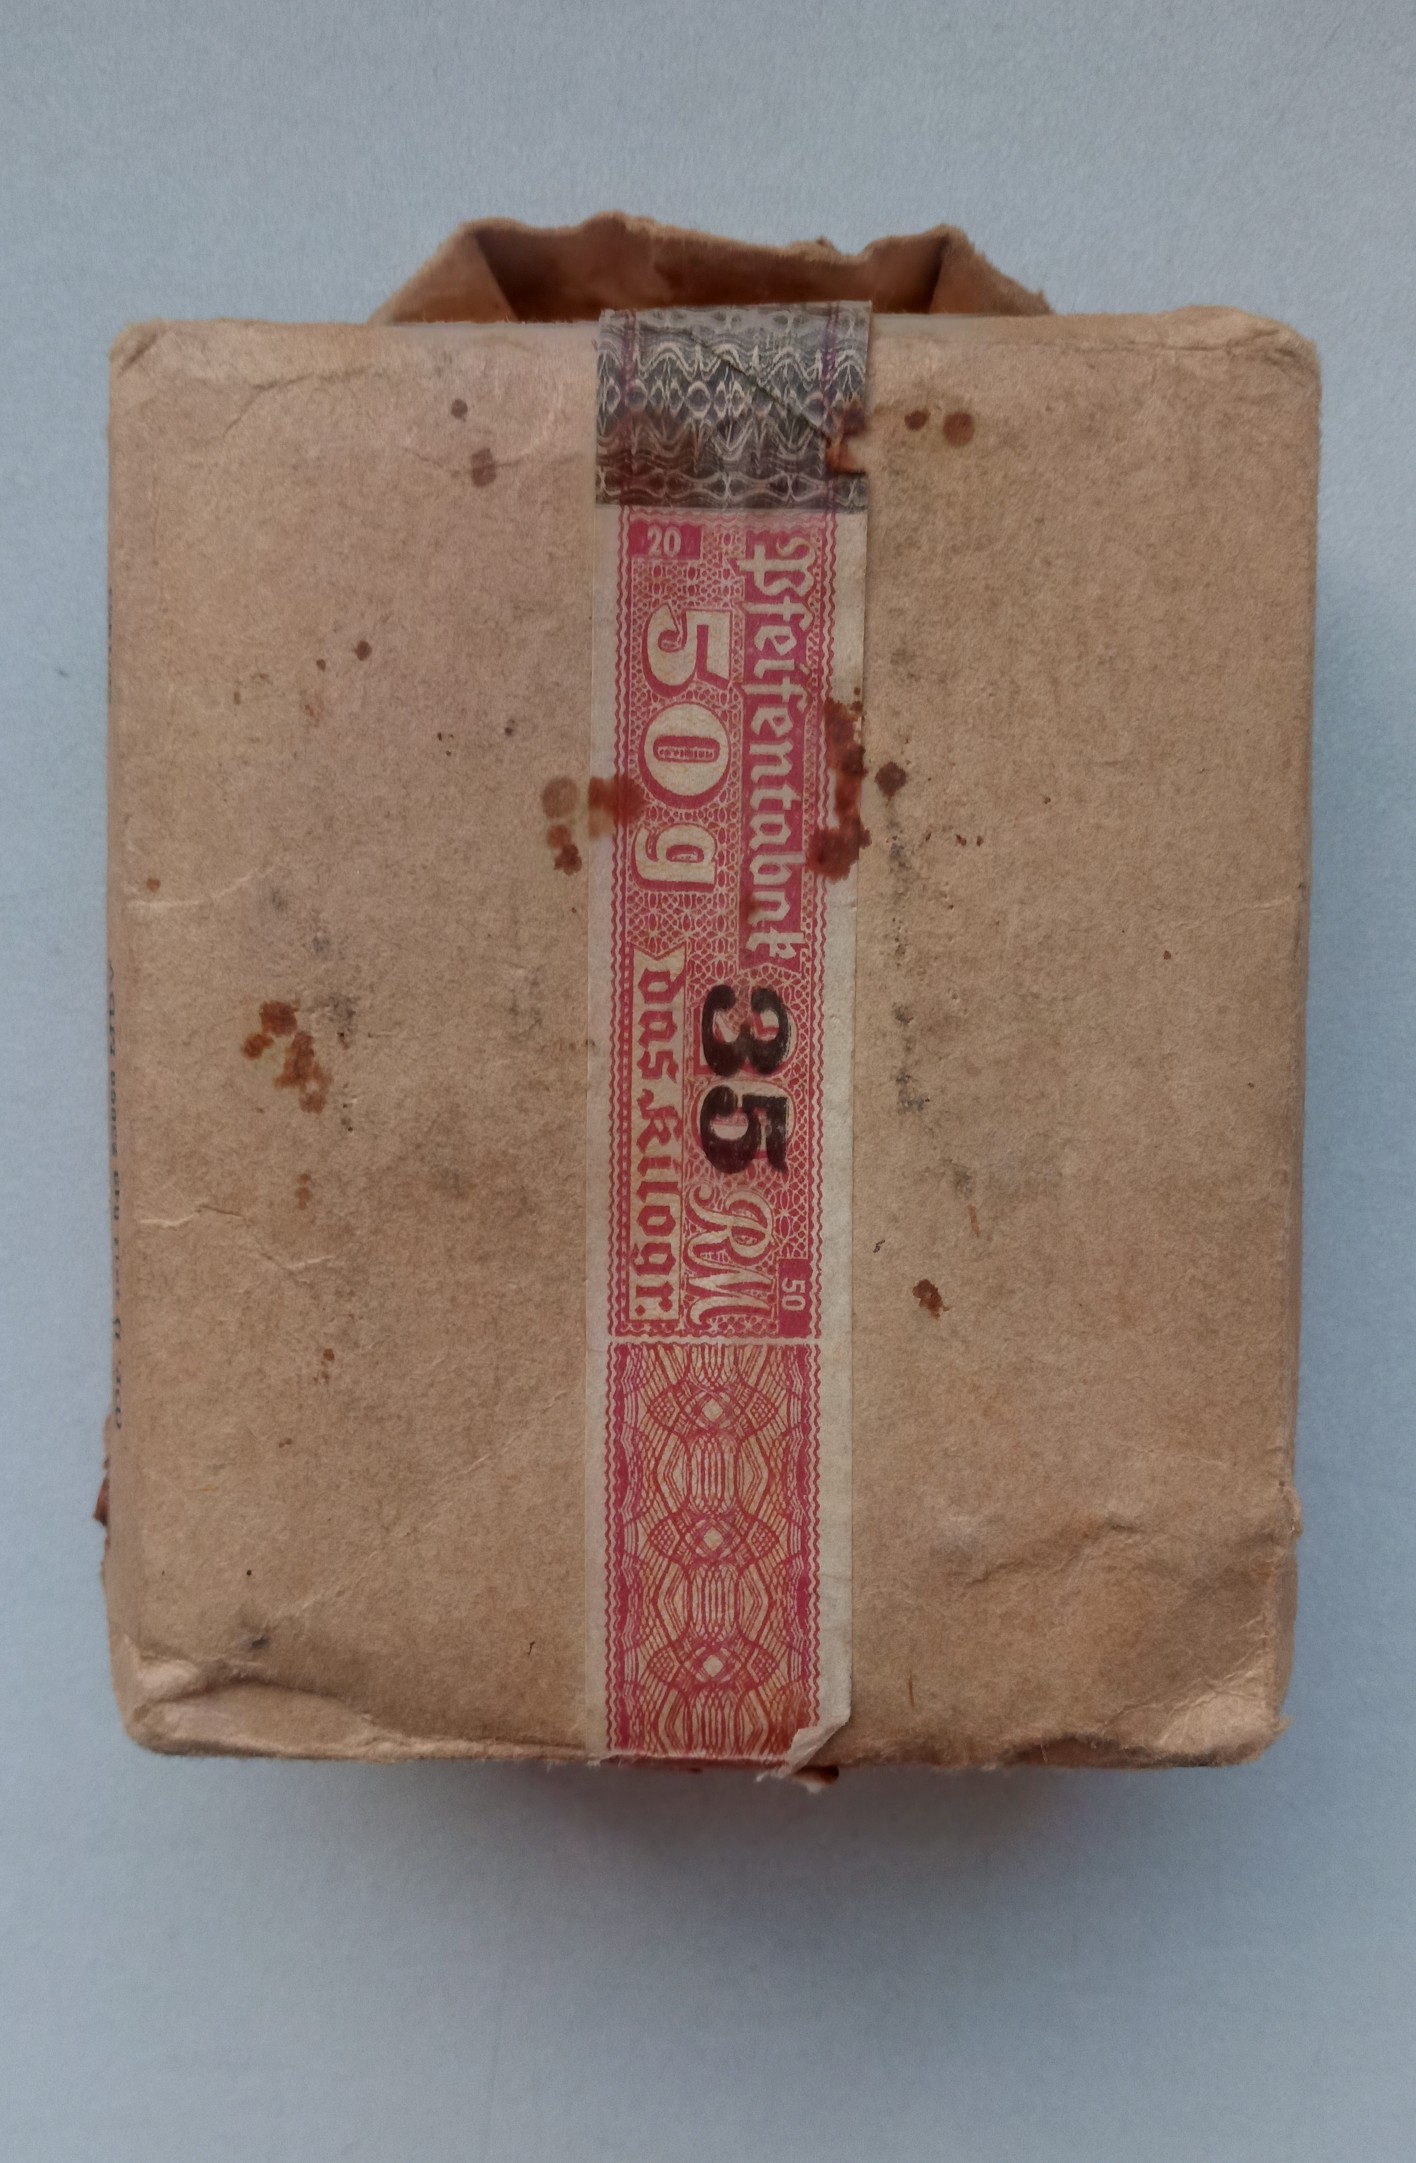 20
Pfeifentabak
50g
35 RM
das Kilogr.
50